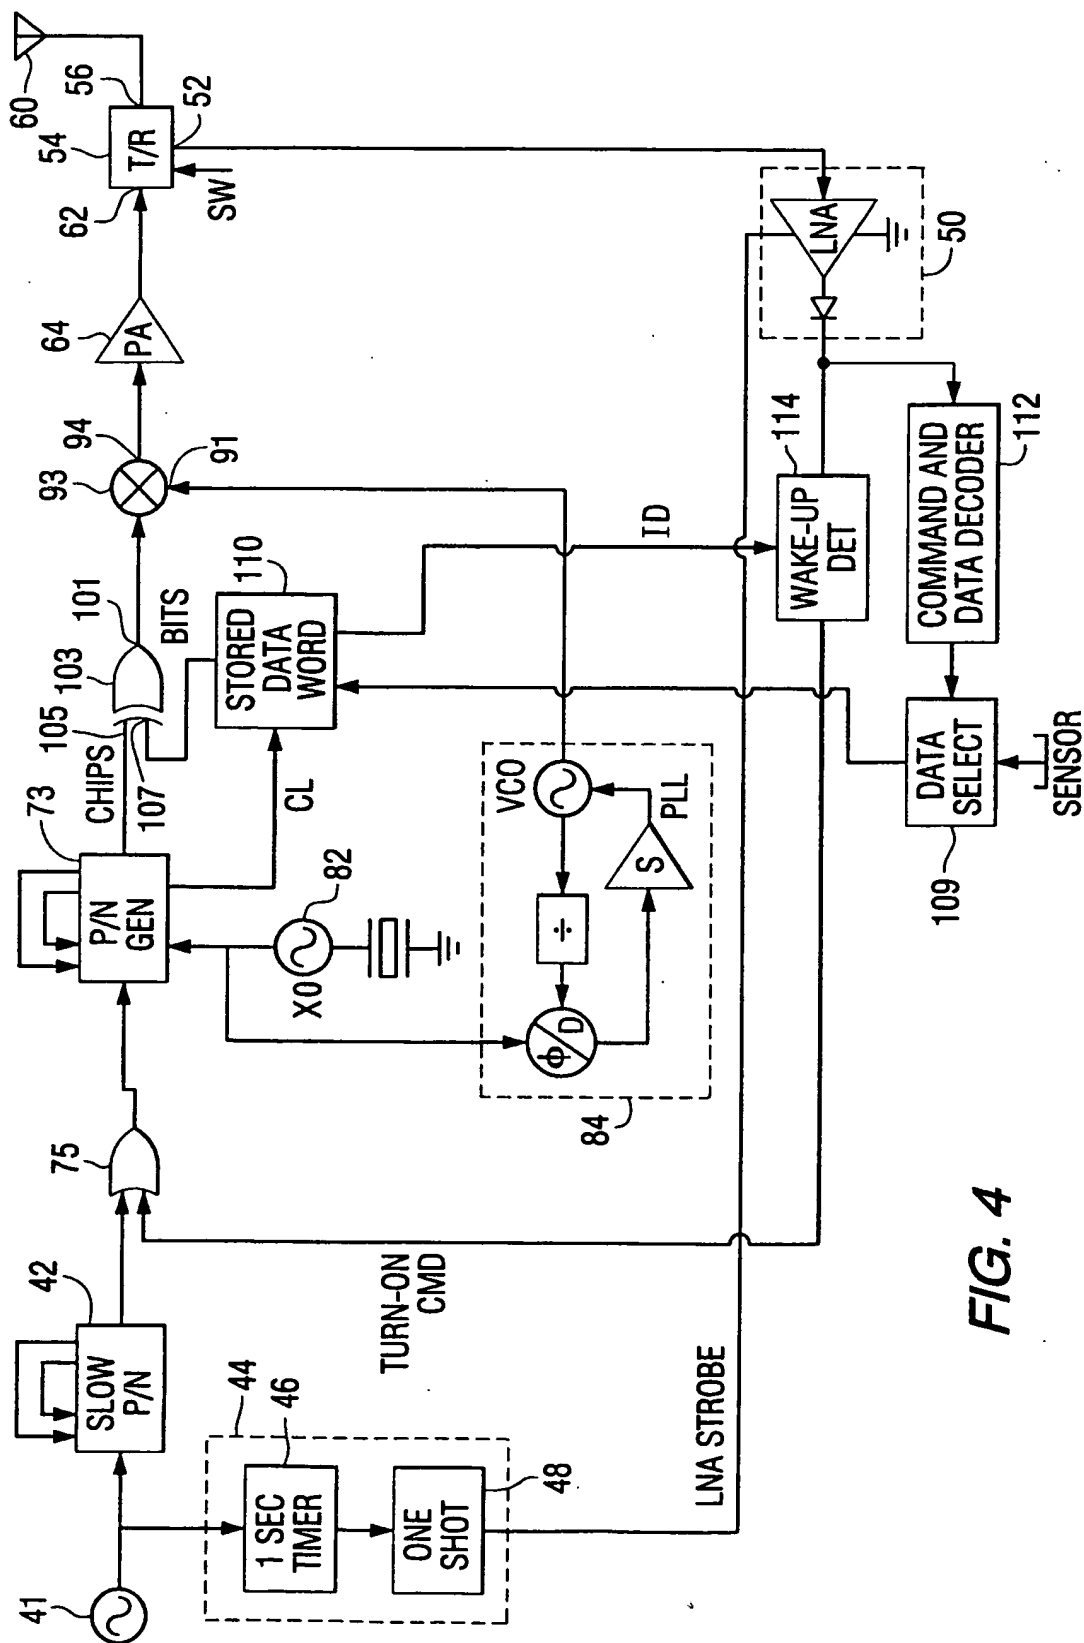 41
SLOW P/N
42
75
P/N GEN
73
CHIPS
105
103
101
107
BITS
93
94
91
64
PA
62
54
T/R
56
52
SW
60
44
1 SEC TIMER
46
ONE SHOT
48
TURN-ON CMD
LNA STROBE
CL
STORED DATA WORD
110
ID
X0
82
84
ϕ
D
÷
VCO
S
PLL
LNA
50
WAKE-UP DET
114
COMMAND AND DATA DECODER
112
DATA SELECT
109
SENSOR
FIG. 4